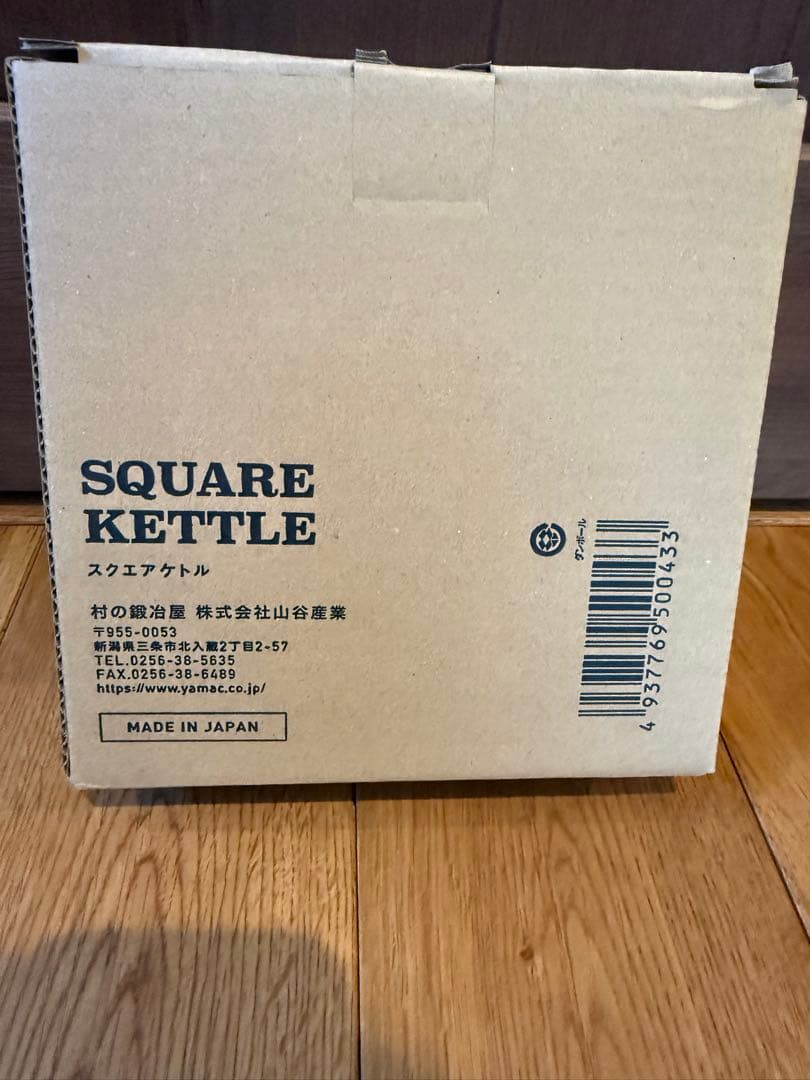 SQUARE
KETTLE
スクエアケトル
村の鍛冶屋 株式会社山谷産業
〒955-0053
新潟県三条市北入蔵2丁目2-57
TEL.0256-38-5635
FAX.0256-38-6489
https://www.yamac.co.jp/
MADE IN JAPAN
ダンボール
4937769500433